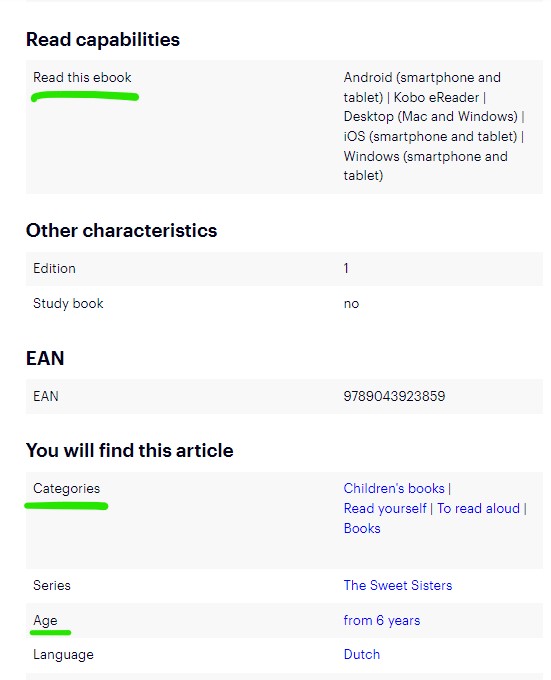 Read capabilities
Read this ebook
Android (smartphone and
tablet) | Kobo eReader |
Desktop (Mac and Windows) |
iOS (smartphone and tablet) |
Windows (smartphone and
tablet)
Other characteristics
Edition 1
Study book no
EAN
EAN 9789043923859
You will find this article
Categories
Children's books |
Read yourself | To read aloud |
Books
Series The Sweet Sisters
Age from 6 years
Language Dutch